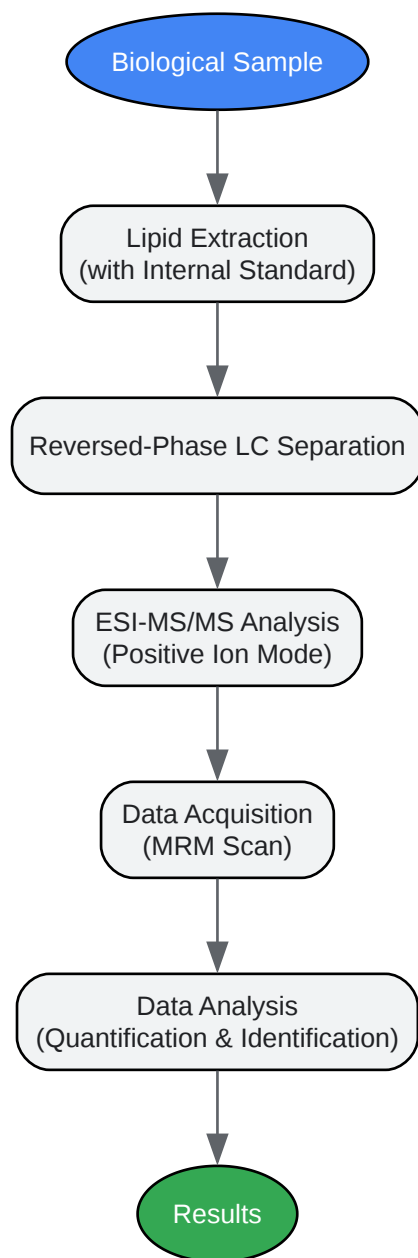 Biological Sample
Lipid Extraction
(with Internal Standard)
Reversed-Phase LC Separation
ESI-MS/MS Analysis
(Positive Ion Mode)
Data Acquisition
(MRM Scan)
Data Analysis
(Quantification & Identification)
Results